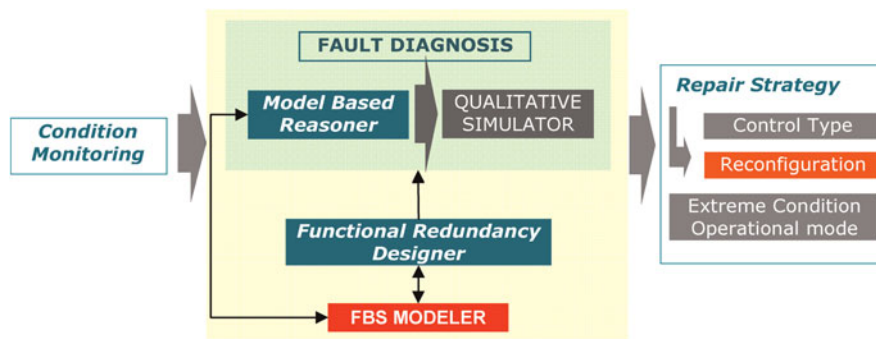 Condition
Monitoring
FAULT DIAGNOSIS
Model Based
Reasoner
QUALITATIVE
SIMULATOR
Functional Redundancy
Designer
FBS MODELER
Repair Strategy
Control Type
Reconfiguration
Extreme Condition
Operational mode